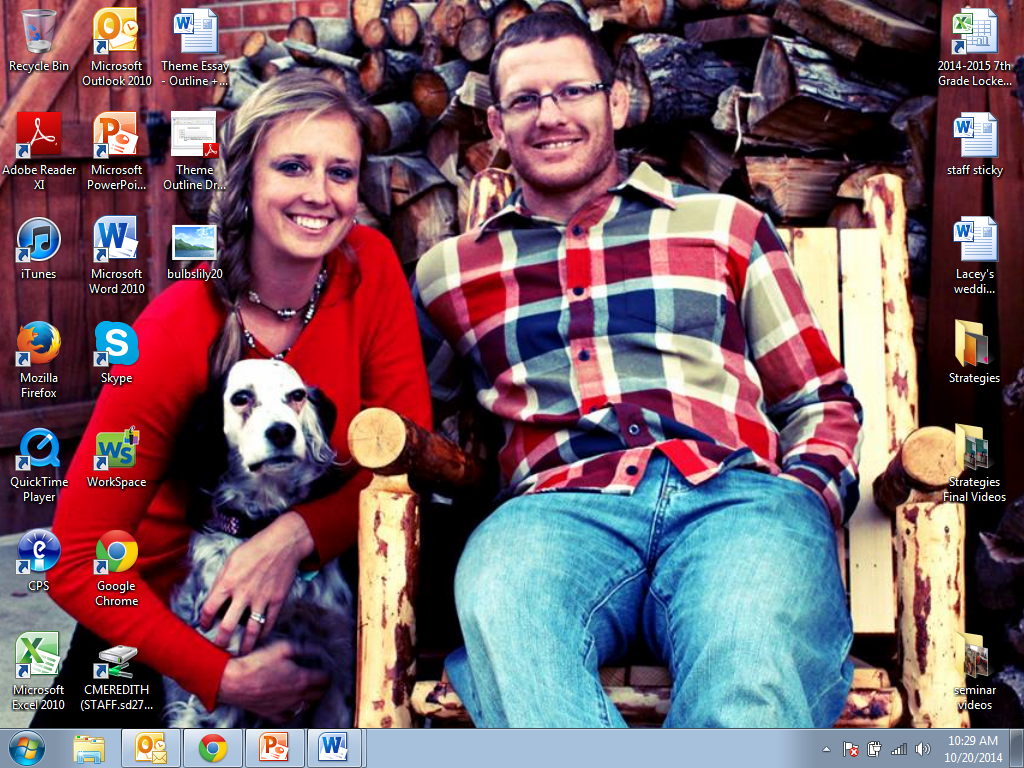 Recycle Bin
Microsoft
Outlook 2010
Theme Essay
- Outline +...
2014-2015 7th
Grade Locke...
Adobe Reader
XI
Microsoft
PowerPoi...
Theme
Outline Dr...
staff sticky
iTunes
Microsoft
Word 2010
bulbslily20
Lacey's
weddi...
Mozilla
Firefox
Skype
Strategies
QuickTime
Player
WS
WorkSpace
Strategies
Final Videos
CPS
Google
Chrome
Microsoft
Excel 2010
CMEREDITH
(STAFF.sd27...
seminar
videos
10:29 AM
10/20/2014